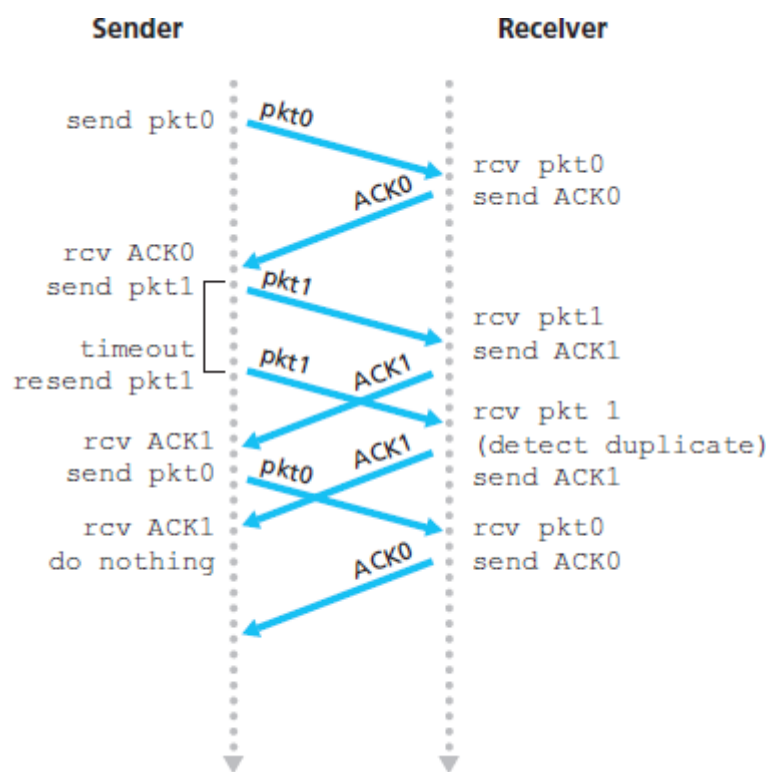 Sender
Recelver
send pkt0
pkt0
rcv pkt0
ACK0
send ACK0
rcv ACK0
send pkt1
pkt1
rcv pkt1
timeout
pkt1
ACK1
send ACK1
resend pkt1
rcv pkt 1
rcv ACK1
ACK1
(detect duplicate)
send pkt0
pkt0
send ACK1
rcv ACK1
rcv pkt0
do nothing
ACK0
send ACK0